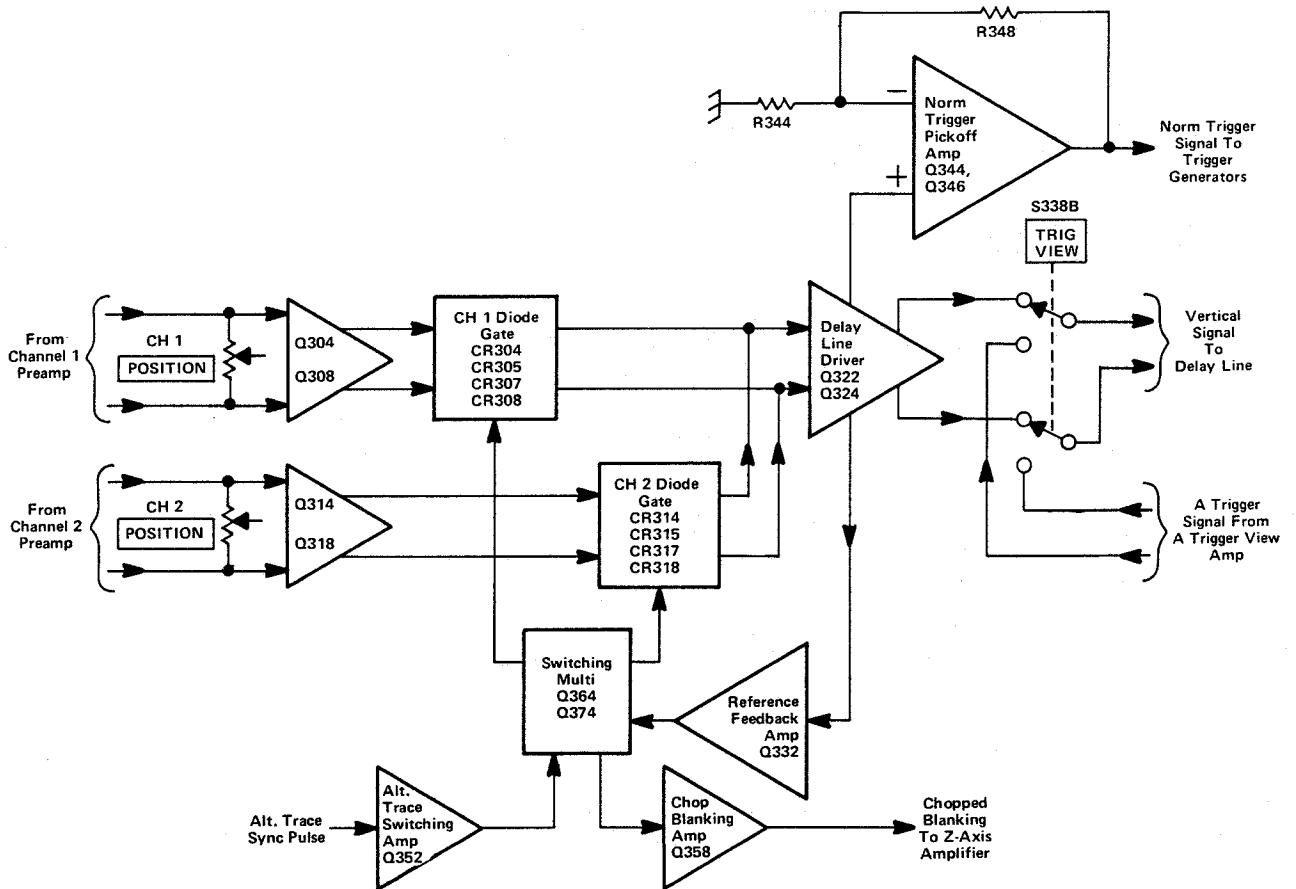 R348
R344
−
+
Norm
Trigger
Pickoff
Amp
Q344,
Q346
Norm Trigger
Signal To
Trigger
Generators
S338B
TRIG
VIEW
From
Channel 1
Preamp
CH 1
POSITION
Q304
Q308
CH 1 Diode
Gate
CR304
CR305
CR307
CR308
Delay
Line
Driver
Q322
Q324
Vertical
Signal
To
Delay Line
From
Channel 2
Preamp
CH 2
POSITION
Q314
Q318
CH 2 Diode
Gate
CR314
CR315
CR317
CR318
A Trigger
Signal From
A Trigger View
Amp
Switching
Multi
Q364
Q374
Reference
Feedback
Amp
Q332
Alt. Trace
Sync Pulse
Alt.
Trace
Switching
Amp
Q352
Chop
Blanking
Amp
Q358
Chopped
Blanking
To Z-Axis
Amplifier